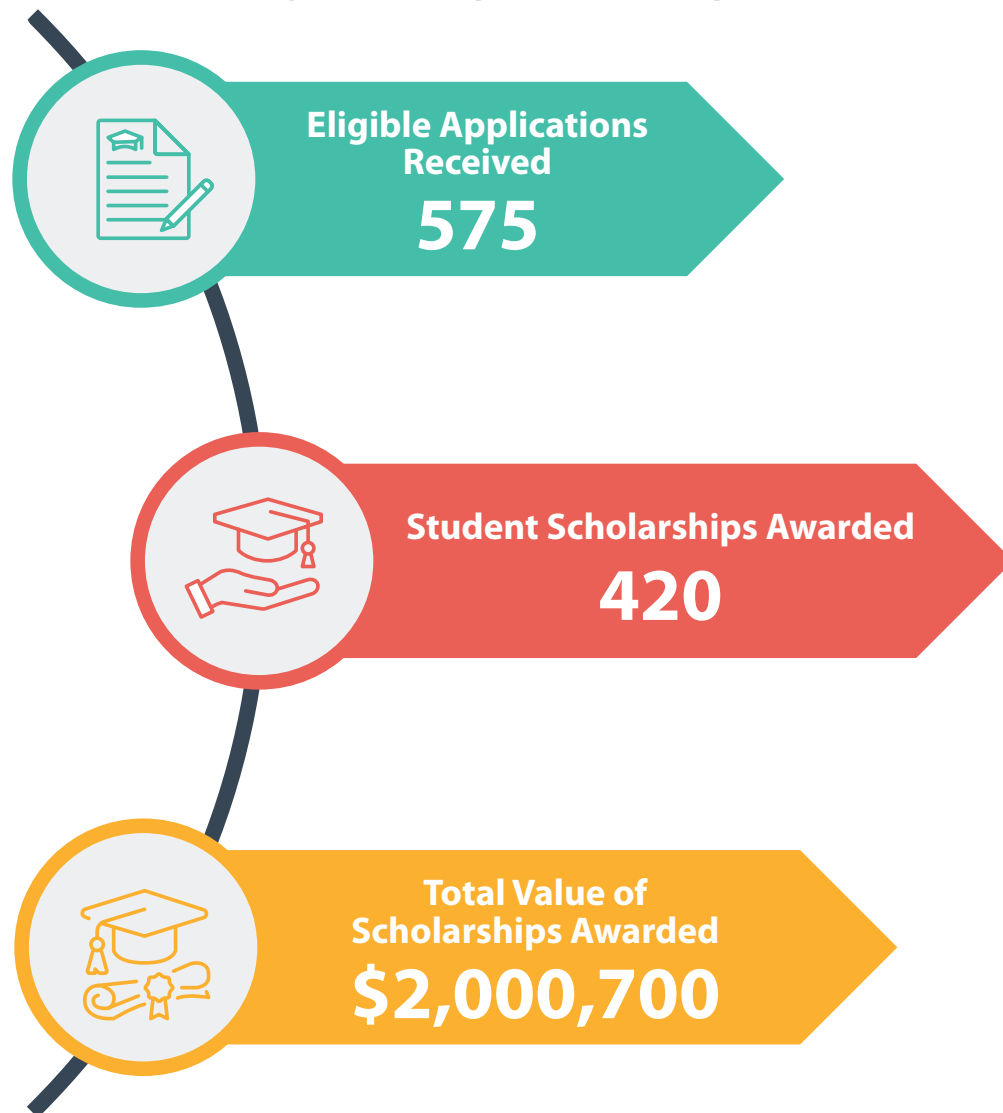 Eligible Applications
Received
575
Student Scholarships Awarded
420
Total Value of
Scholarships Awarded
$2,000,700